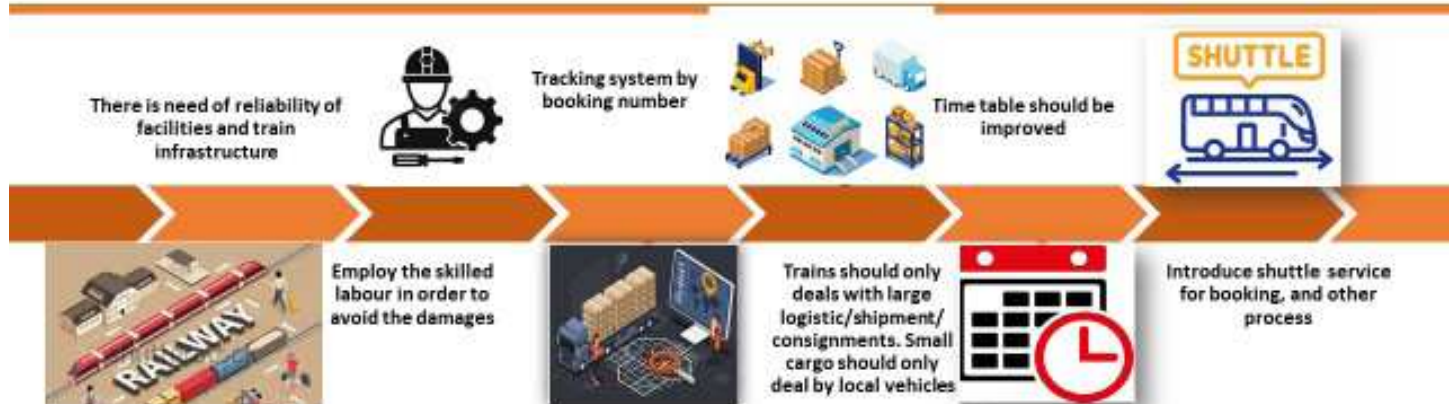 There is need of reliability of
facilities and train
infrastructure
RAILWAY
Employ the skilled
labour in order to
avoid the damages
Tracking system by
booking number
Trains should only
deals with large
logistic/shipment/
consignments. Small
cargo should only
deal by local vehicles
Time table should be
improved
SHUTTLE
Introduce shuttle service
for booking, and other
process